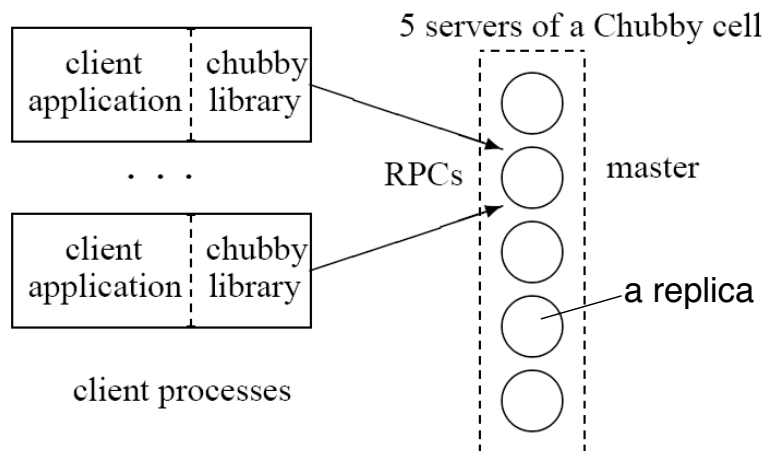 5 servers of a Chubby cell
client
application
chubby
library
. . .
RPCs
master
client
application
chubby
library
a replica
client processes